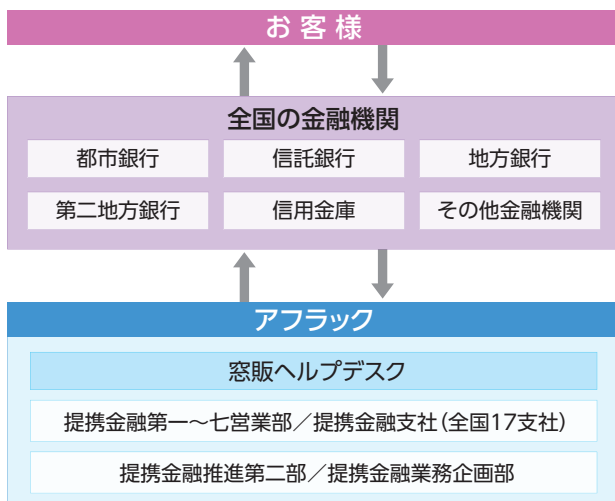 お客様
全国の金融機関
都市銀行 信託銀行 地方銀行
第二地方銀行 信用金庫 その他金融機関
アフラック
窓販ヘルプデスク
提携金融第一～七営業部／提携金融支社(全国17支社)
提携金融推進第二部／提携金融業務企画部